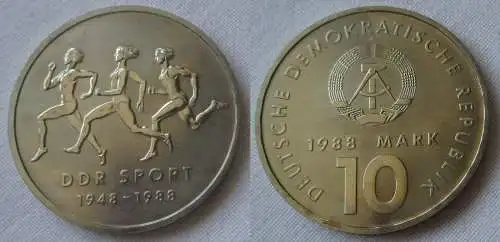 DDR SPORT
1948-1988
DEUTSCHE DEMOKRATISCHE REPUBLIK
1988 MARK
10